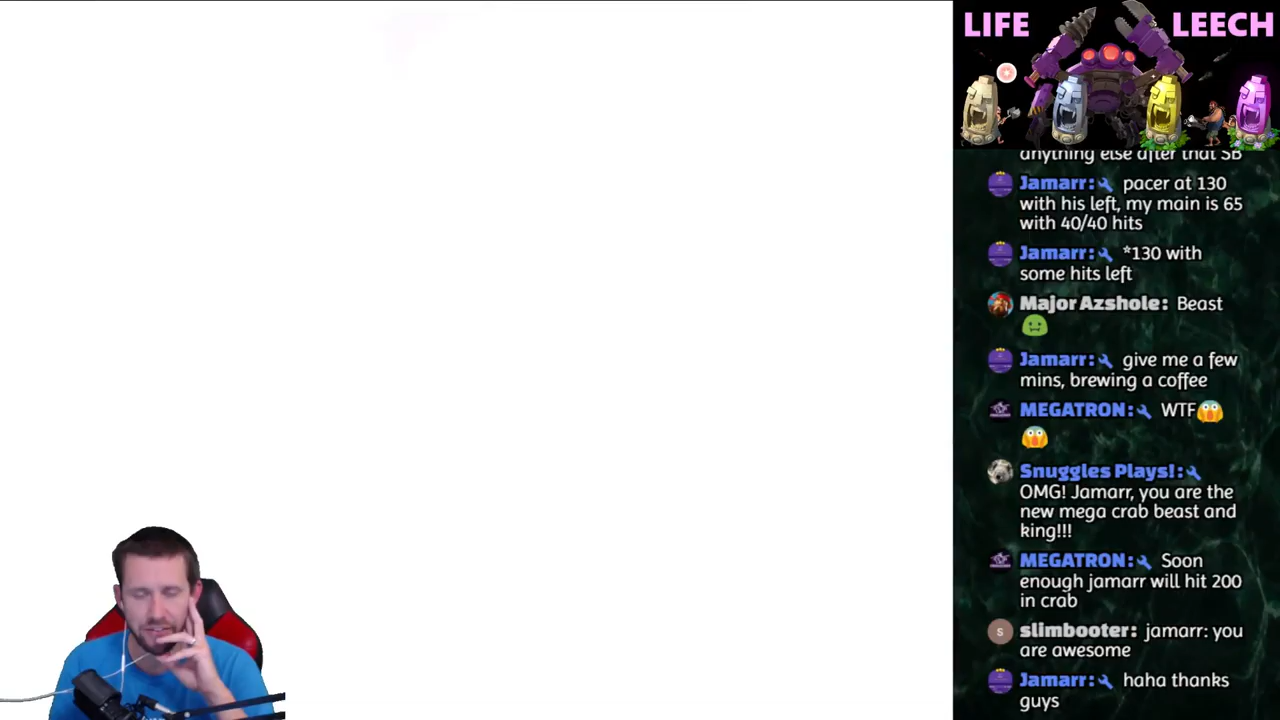 LIFE LEECH
anything else after that SB
Jamarr: pacer at 130
with his left, my main is 65
with 40/40 hits
Jamarr: *130 with
some hits left
Major Azshole: Beast
Jamarr: give me a few
mins, brewing a coffee
MEGATRON: WTF
Snuggles Plays!:
OMG! Jamarr, you are the
new mega crab beast and
king!!!
MEGATRON: Soon
enough jamarr will hit 200
in crab
S
slimbooter: jamarr: you
are awesome
Jamarr: haha thanks
guys